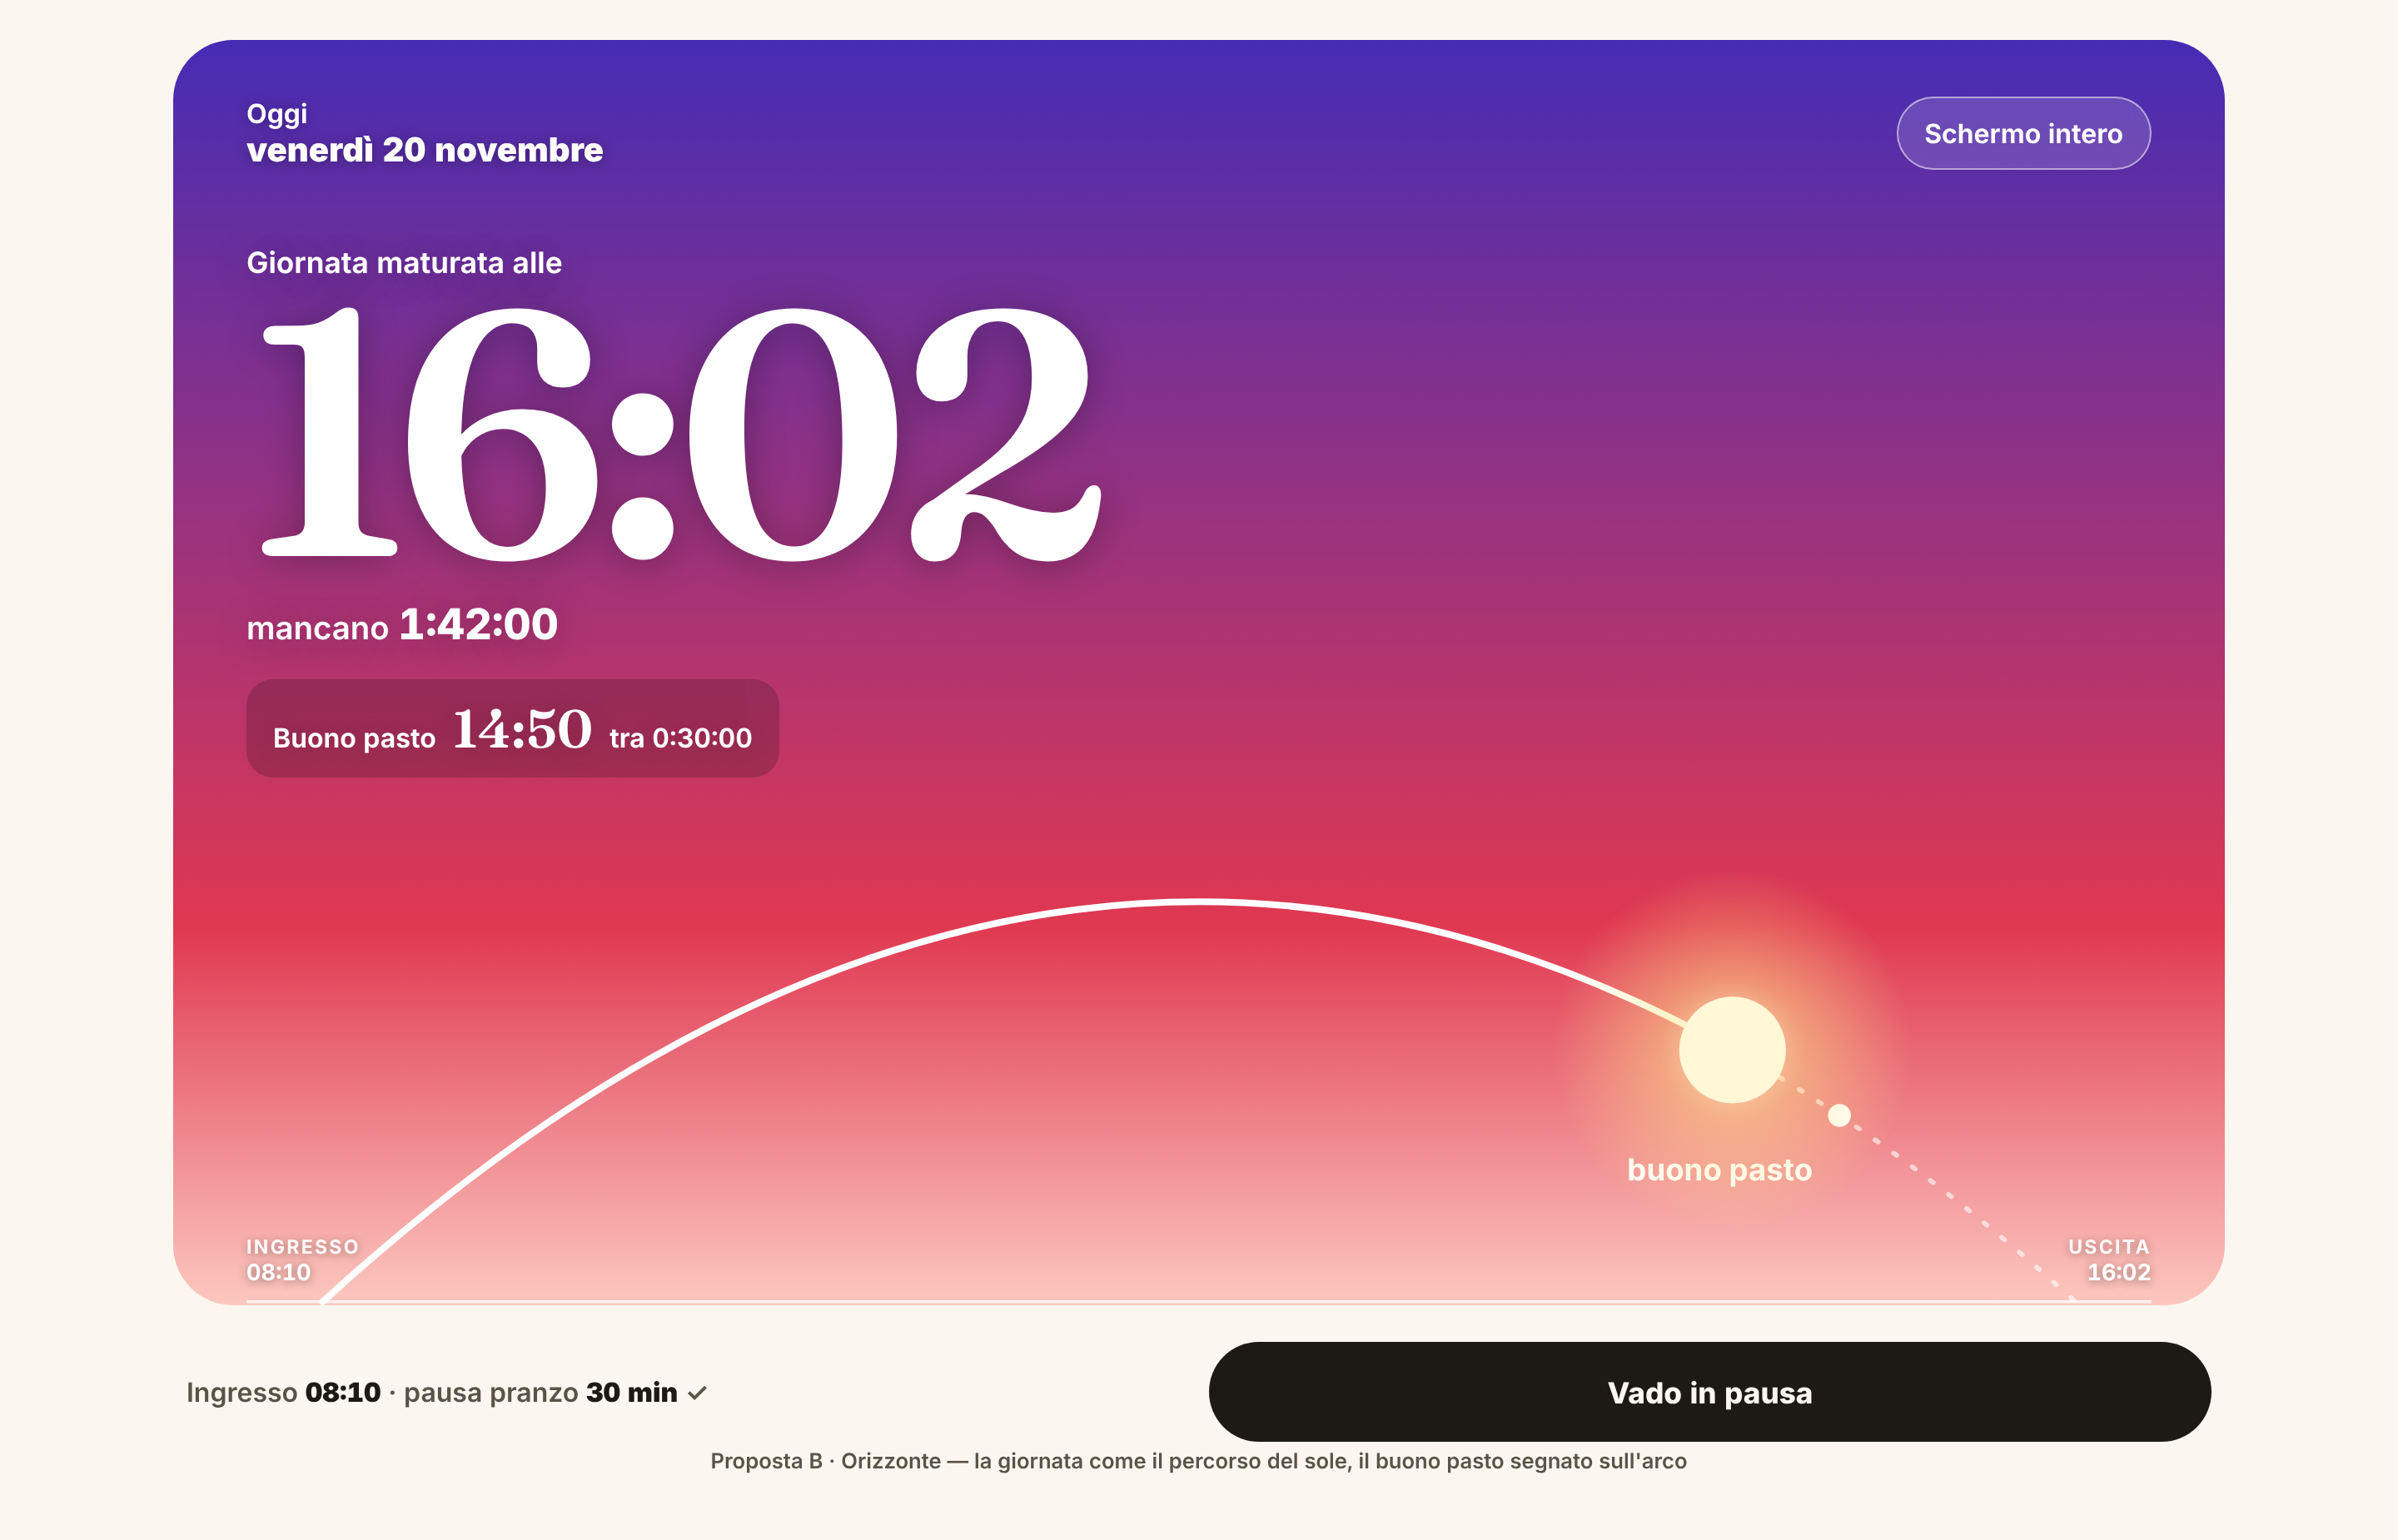 Oggi
venerdì 20 novembre
Schermo intero
Giornata maturata alle
16:02
mancano 1:42:00
Buono pasto 14:50 tra 0:30:00
buono pasto
INGRESSO
08:10
USCITA
16:02
Ingresso 08:10 · pausa pranzo 30 min ✓
Vado in pausa
Proposta B · Orizzonte — la giornata come il percorso del sole, il buono pasto segnato sull'arco